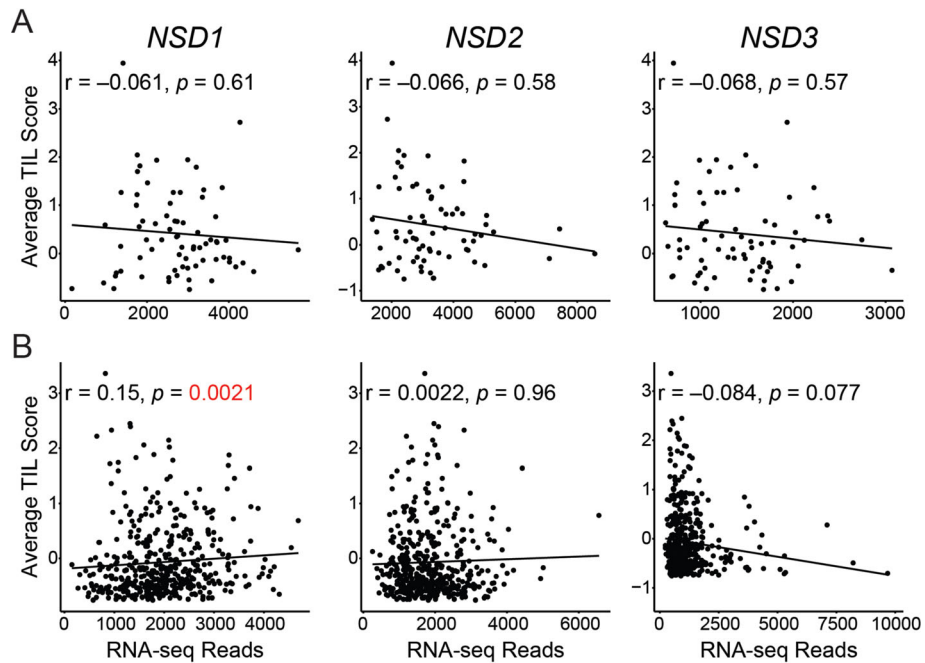 A
NSD1 NSD2 NSD3
r = –0.061, p = 0.61 r = –0.066, p = 0.58 r = –0.068, p = 0.57
Average TIL Score
4 4 4
3 3 3
2 2 2
1 1 1
0 0 0
–1
0 2000 4000 2000 4000 6000 8000 1000 2000 3000
B
r = 0.15, p = 0.0021 r = 0.0022, p = 0.96 r = –0.084, p = 0.077
Average TIL Score
3 3 3
2 2 2
1 1 1
0 0 0
–1
0 1000 2000 3000 4000 0 2000 4000 6000 0 2500 5000 7500 10000
RNA-seq Reads RNA-seq Reads RNA-seq Reads